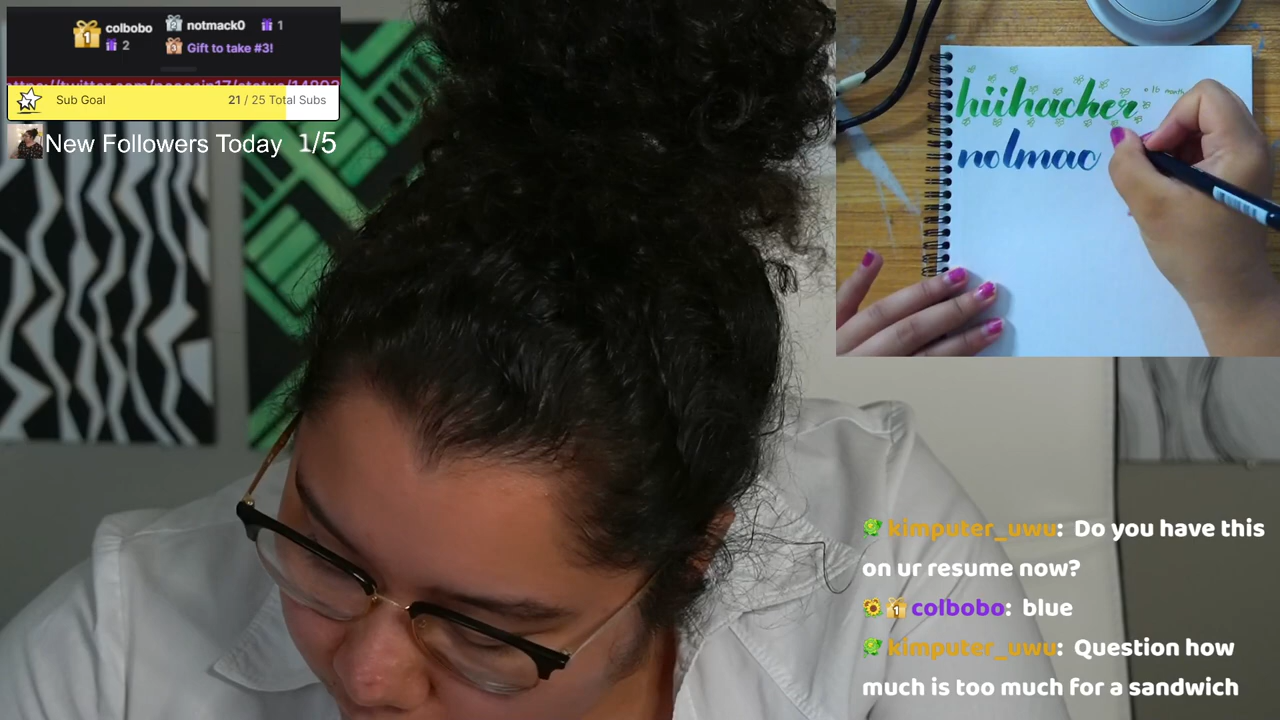 colbobo
2
notmack0 1
Gift to take #3!
Sub Goal 21 / 25 Total Subs
New Followers Today 1/5
hiihacher
nolmac
kimputer_uwu: Do you have this
on ur resume now?
colbobo: blue
kimputer_uwu: Question how
much is too much for a sandwich